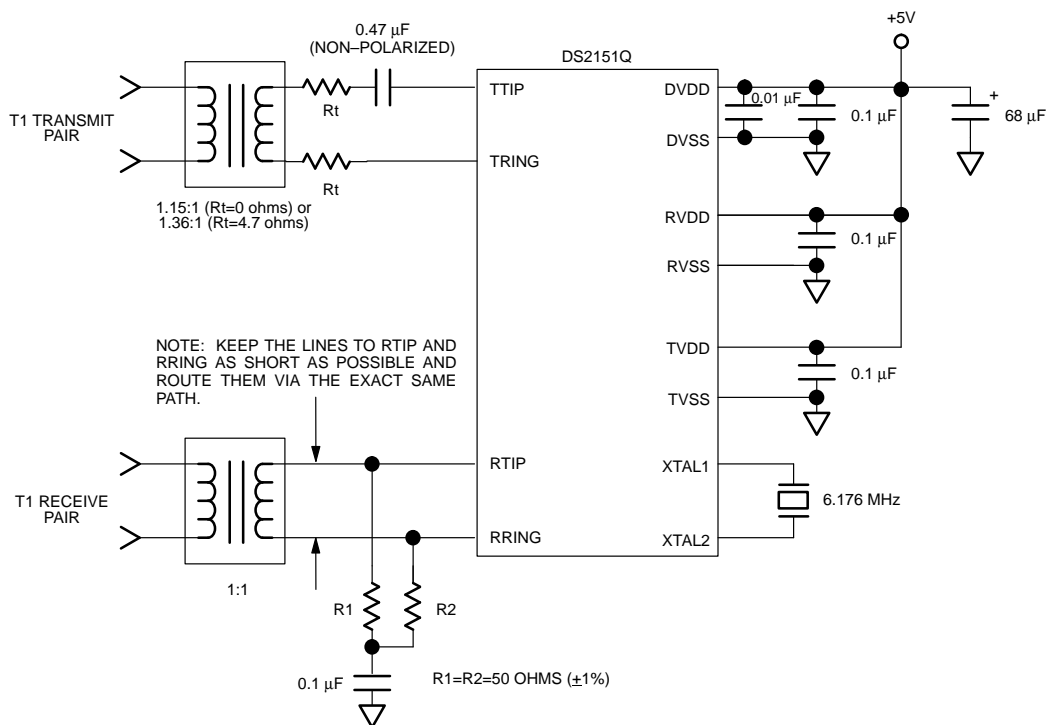 +5V
0.47 µF
(NON–POLARIZED)
DS2151Q
TTIP
DVDD
0.01 µF
0.1 µF
+
68 µF
Rt
T1 TRANSMIT
PAIR
DVSS
TRING
Rt
1.15:1 (Rt=0 ohms) or
1.36:1 (Rt=4.7 ohms)
RVDD
0.1 µF
RVSS
NOTE: KEEP THE LINES TO RTIP AND
RRING AS SHORT AS POSSIBLE AND
ROUTE THEM VIA THE EXACT SAME
PATH.
TVDD
0.1 µF
TVSS
RTIP
XTAL1
T1 RECEIVE
PAIR
6.176 MHz
RRING
XTAL2
1:1
R1
R2
0.1 µF
R1=R2=50 OHMS (±1%)